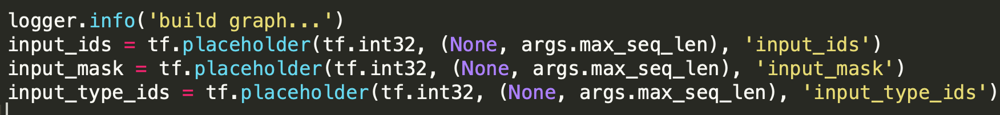 logger.info('build graph...')
input_ids = tf.placeholder(tf.int32, (None, args.max_seq_len), 'input_ids')
input_mask = tf.placeholder(tf.int32, (None, args.max_seq_len), 'input_mask')
input_type_ids = tf.placeholder(tf.int32, (None, args.max_seq_len), 'input_type_ids')